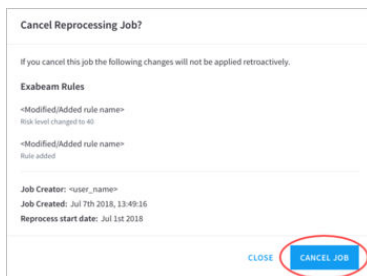 Cancel Reprocessing Job?
If you cancel this job the following changes will not be applied retroactively.
Exabeam Rules
<Modified/Added rule name>
Risk level changed to 40
<Modified/Added rule name>
Rule added
Job Creator: <user_name>
Job Created: Jul 7th 2018, 13:49:16
Reprocess start date: Jul 1st 2018
CLOSE CANCEL JOB